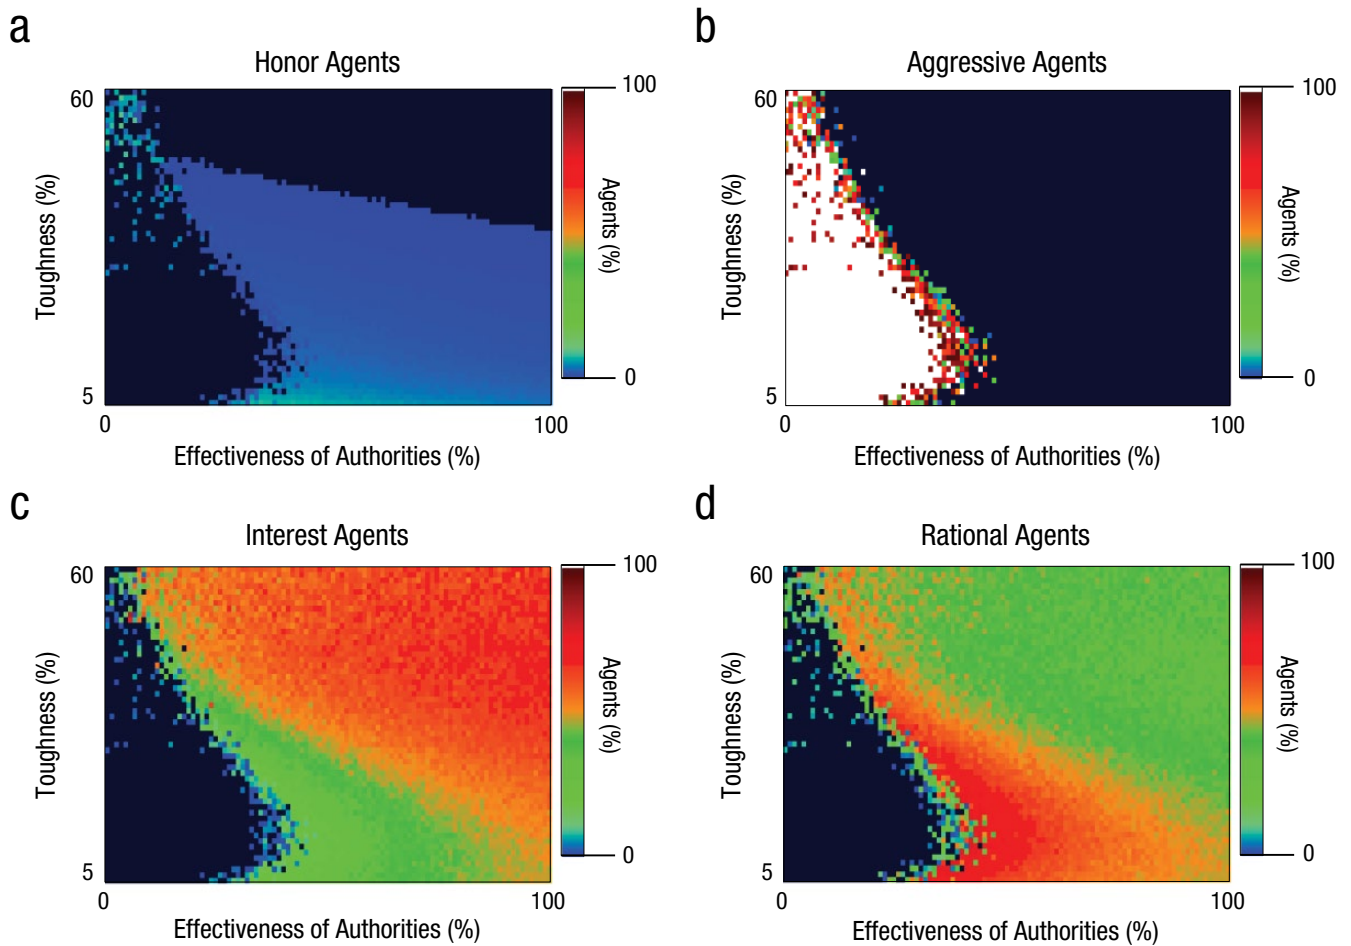 a
Honor Agents
60
5
Toughness (%)
0
100
Effectiveness of Authorities (%)
100
0
Agents (%)
b
Aggressive Agents
60
5
Toughness (%)
0
100
Effectiveness of Authorities (%)
100
0
Agents (%)
c
Interest Agents
60
5
Toughness (%)
0
100
Effectiveness of Authorities (%)
100
0
Agents (%)
d
Rational Agents
60
5
Toughness (%)
0
100
Effectiveness of Authorities (%)
100
0
Agents (%)